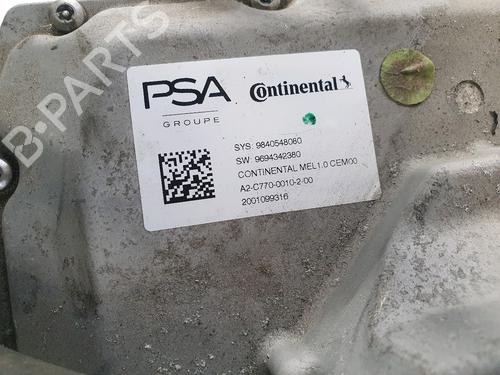 PSA
GROUPE
Continental
SYS: 9840548080
SW: 9694342380
CONTINENTAL MEL1.0 CEM00
A2-C770-0010-2-00
2001099316
B-PARTS